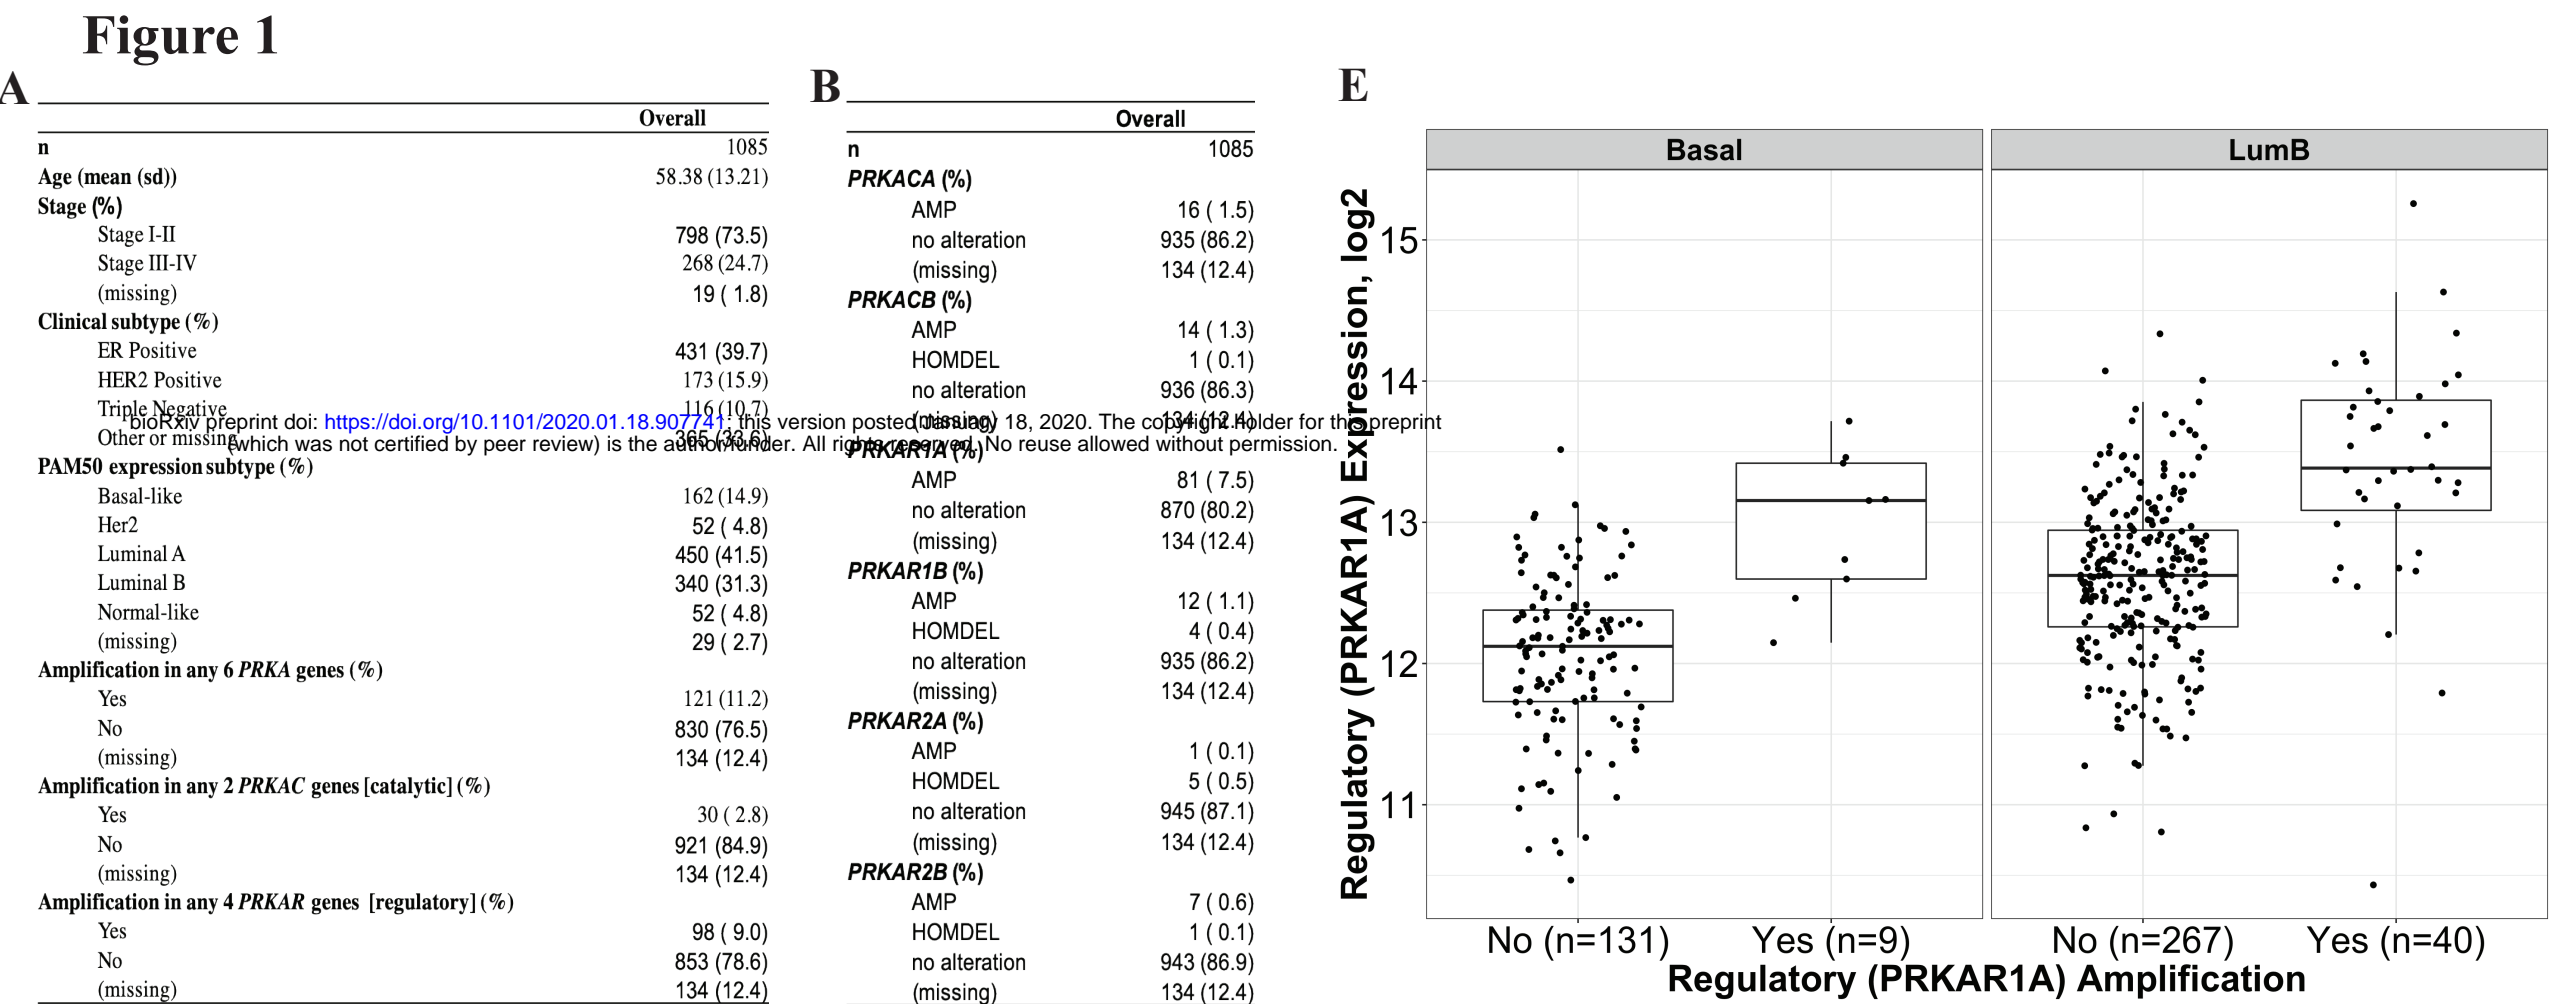 Figure 1
A
Overall
n 1085
Age (mean (sd)) 58.38 (13.21)
Stage (%)
Stage I-II 798 (73.5)
Stage III-IV 268 (24.7)
(missing) 19 ( 1.8)
Clinical subtype (%)
ER Positive 431 (39.7)
HER2 Positive 173 (15.9)
Triple Negative 116 (10.7)
Other or missing 365 (33.6)
PAM50 expression subtype (%)
Basal-like 162 (14.9)
Her2 52 ( 4.8)
Luminal A 450 (41.5)
Luminal B 340 (31.3)
Normal-like 52 ( 4.8)
(missing) 29 ( 2.7)
Amplification in any 6 PRKA genes (%)
Yes 121 (11.2)
No 830 (76.5)
(missing) 134 (12.4)
Amplification in any 2 PRKAC genes [catalytic] (%)
Yes 30 ( 2.8)
No 921 (84.9)
(missing) 134 (12.4)
Amplification in any 4 PRKAR genes [regulatory] (%)
Yes 98 ( 9.0)
No 853 (78.6)
(missing) 134 (12.4)
B
Overall
n 1085
PRKACA (%)
AMP 16 ( 1.5)
no alteration 935 (86.2)
(missing) 134 (12.4)
PRKACB (%)
AMP 14 ( 1.3)
HOMDEL 1 ( 0.1)
no alteration 936 (86.3)
(missing) 134 (12.4)
PRKAR1A (%)
AMP 81 ( 7.5)
no alteration 870 (80.2)
(missing) 134 (12.4)
PRKAR1B (%)
AMP 12 ( 1.1)
HOMDEL 4 ( 0.4)
no alteration 935 (86.2)
(missing) 134 (12.4)
PRKAR2A (%)
AMP 1 ( 0.1)
HOMDEL 5 ( 0.5)
no alteration 945 (87.1)
(missing) 134 (12.4)
PRKAR2B (%)
AMP 7 ( 0.6)
HOMDEL 1 ( 0.1)
no alteration 943 (86.9)
(missing) 134 (12.4)
bioRxiv preprint doi: https://doi.org/10.1101/2020.01.18.907741; this version posted January 18, 2020. The copyright holder for this preprint
(which was not certified by peer review) is the author/funder. All rights reserved. No reuse allowed without permission.
E
Basal
LumB
Regulatory (PRKAR1A) Expression, log2
15
14
13
12
11
No (n=131) Yes (n=9) No (n=267) Yes (n=40)
Regulatory (PRKAR1A) Amplification